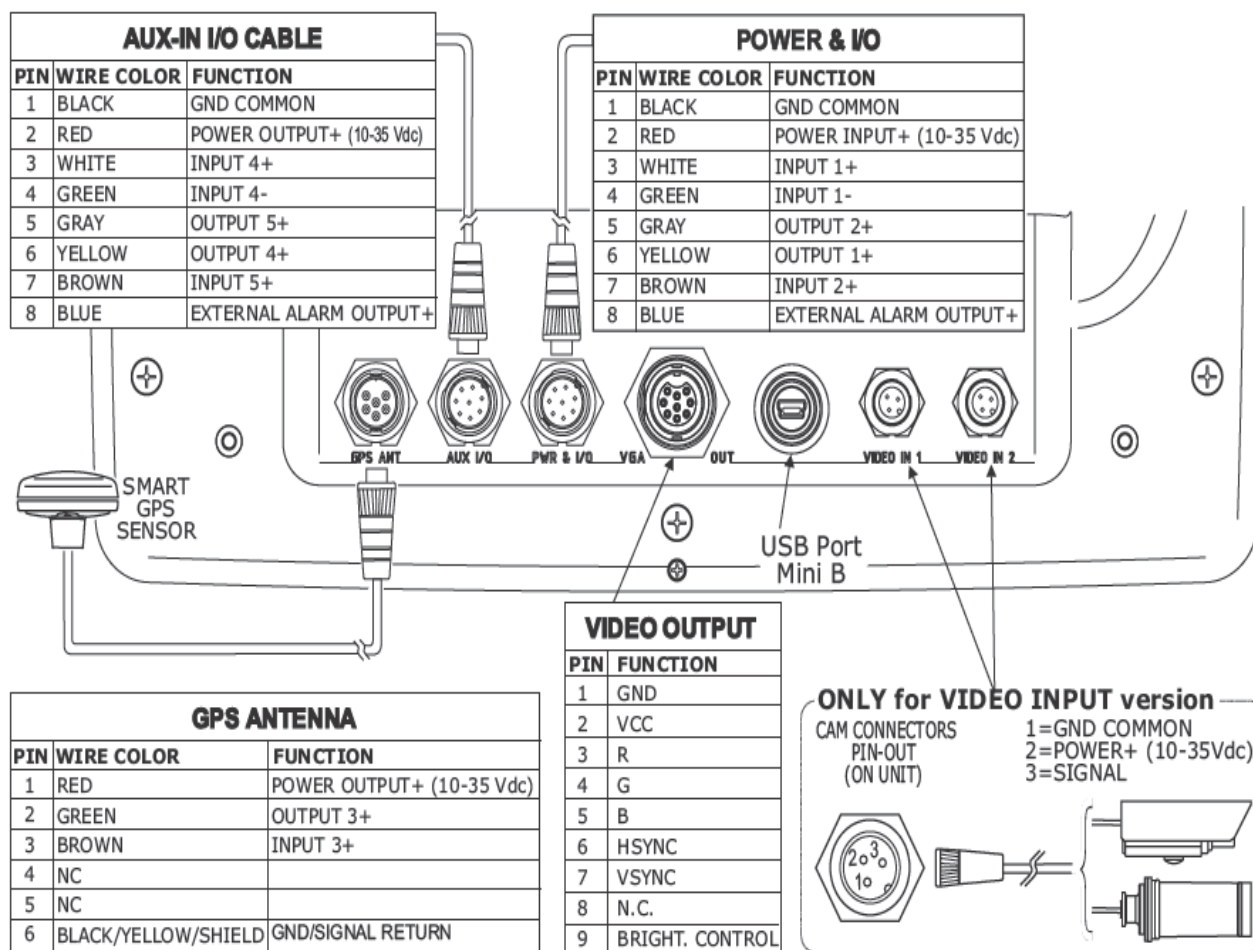 AUX-IN I/O CABLE
PIN WIRE COLOR FUNCTION
1 BLACK GND COMMON
2 RED POWER OUTPUT+ (10-35 Vdc)
3 WHITE INPUT 4+
4 GREEN INPUT 4-
5 GRAY OUTPUT 5+
6 YELLOW OUTPUT 4+
7 BROWN INPUT 5+
8 BLUE EXTERNAL ALARM OUTPUT+
POWER & I/O
PIN WIRE COLOR FUNCTION
1 BLACK GND COMMON
2 RED POWER INPUT+ (10-35 Vdc)
3 WHITE INPUT 1+
4 GREEN INPUT 1-
5 GRAY OUTPUT 2+
6 YELLOW OUTPUT 1+
7 BROWN INPUT 2+
8 BLUE EXTERNAL ALARM OUTPUT+
GPS ANT AUX I/O PWR & I/O VGA OUT VIDEO IN 1 VIDEO IN 2
SMART
GPS
SENSOR
USB Port
Mini B
VIDEO OUTPUT
PIN FUNCTION
1 GND
2 VCC
3 R
4 G
5 B
6 HSYNC
7 VSYNC
8 N.C.
9 BRIGHT. CONTROL
GPS ANTENNA
PIN WIRE COLOR FUNCTION
1 RED POWER OUTPUT+ (10-35 Vdc)
2 GREEN OUTPUT 3+
3 BROWN INPUT 3+
4 NC
5 NC
6 BLACK/YELLOW/SHIELD GND/SIGNAL RETURN
ONLY for VIDEO INPUT version
CAM CONNECTORS
PIN-OUT
(ON UNIT)
1=GND COMMON
2=POWER+ (10-35Vdc)
3=SIGNAL
2 3
1